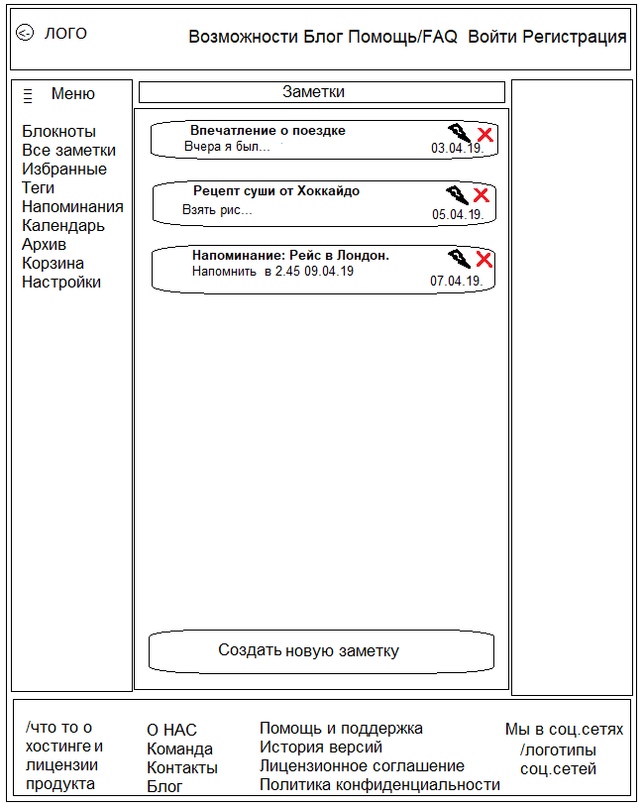 <- ЛОГО
Возможности Блог Помощь/FAQ Войти Регистрация
Меню
Блокноты
Все заметки
Избранные
Теги
Напоминания
Календарь
Архив
Корзина
Настройки
Заметки
Впечатление о поездке
Вчера я был...
03.04.19.
Рецепт суши от Хоккайдо
Взять рис...
05.04.19.
Напоминание: Рейс в Лондон.
Напомнить в 2.45 09.04.19
07.04.19.
Создать новую заметку
/что то о
хостинге и
лицензии
продукта
О НАС
Команда
Контакты
Блог
Помощь и поддержка
История версий
Лицензионное соглашение
Политика конфиденциальности
Мы в соц.сетях
/логотипы
соц.сетей